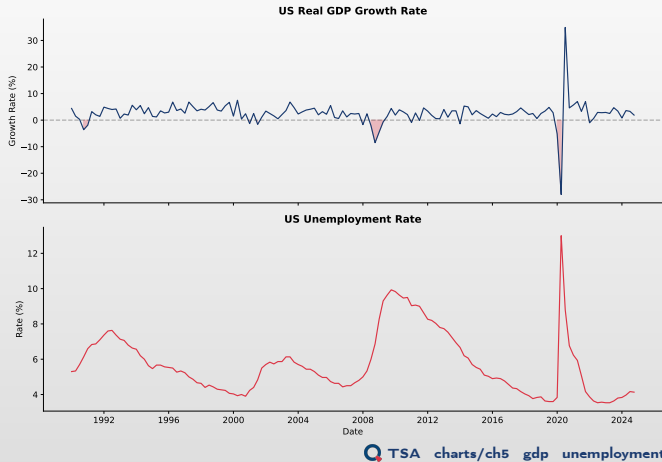 US Real GDP Growth Rate
30
20
10
0
−10
−20
−30
Growth Rate (%)
US Unemployment Rate
12
10
8
6
4
Rate (%)
1992 1996 2000 2004 2008 2012 2016 2020 2024
Date
TSA charts/ch5 gdp unemployment